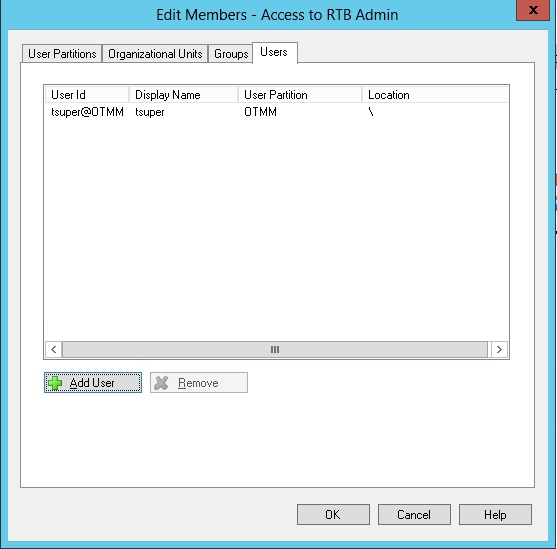 Edit Members - Access to RTB Admin
x
User Partitions Organizational Units Groups Users
User Id Display Name User Partition Location
tsuper@OTMM tsuper OTMM \
Add User Remove
OK Cancel Help